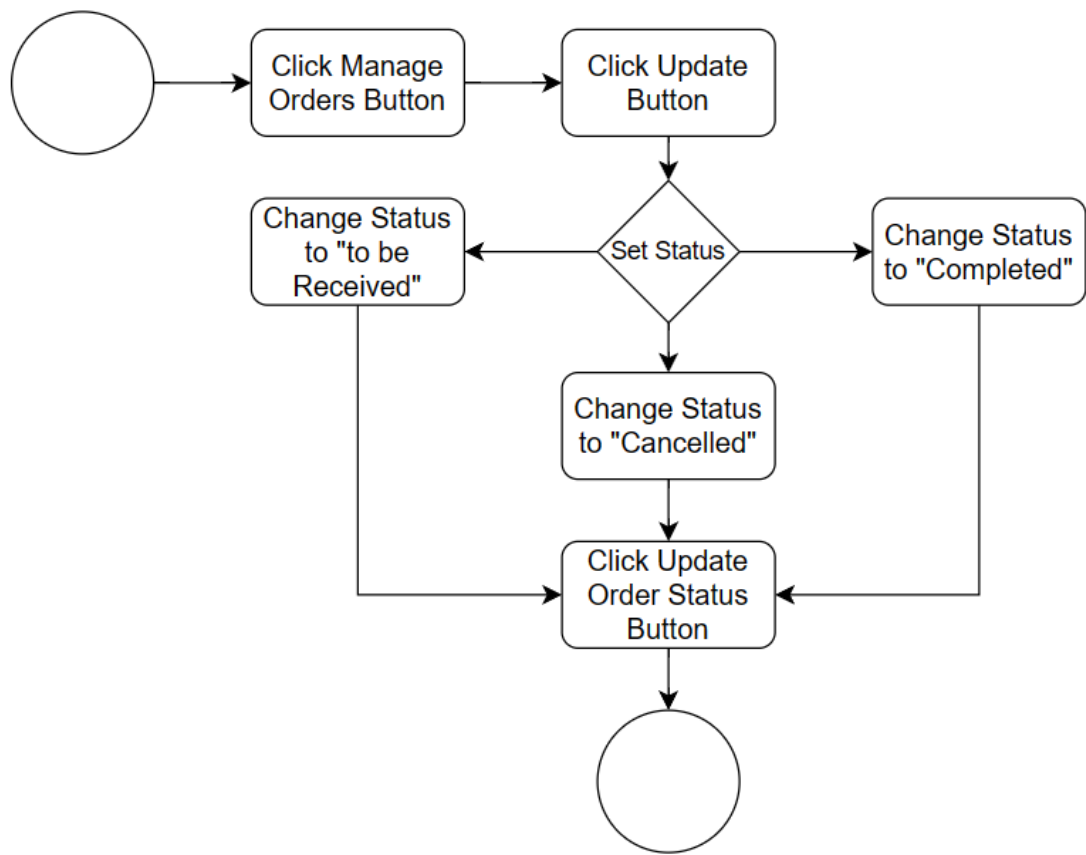 Click Manage
Orders Button
Click Update
Button
Change Status
to "to be
Received"
Set Status
Change Status
to "Completed"
Change Status
to "Cancelled"
Click Update
Order Status
Button